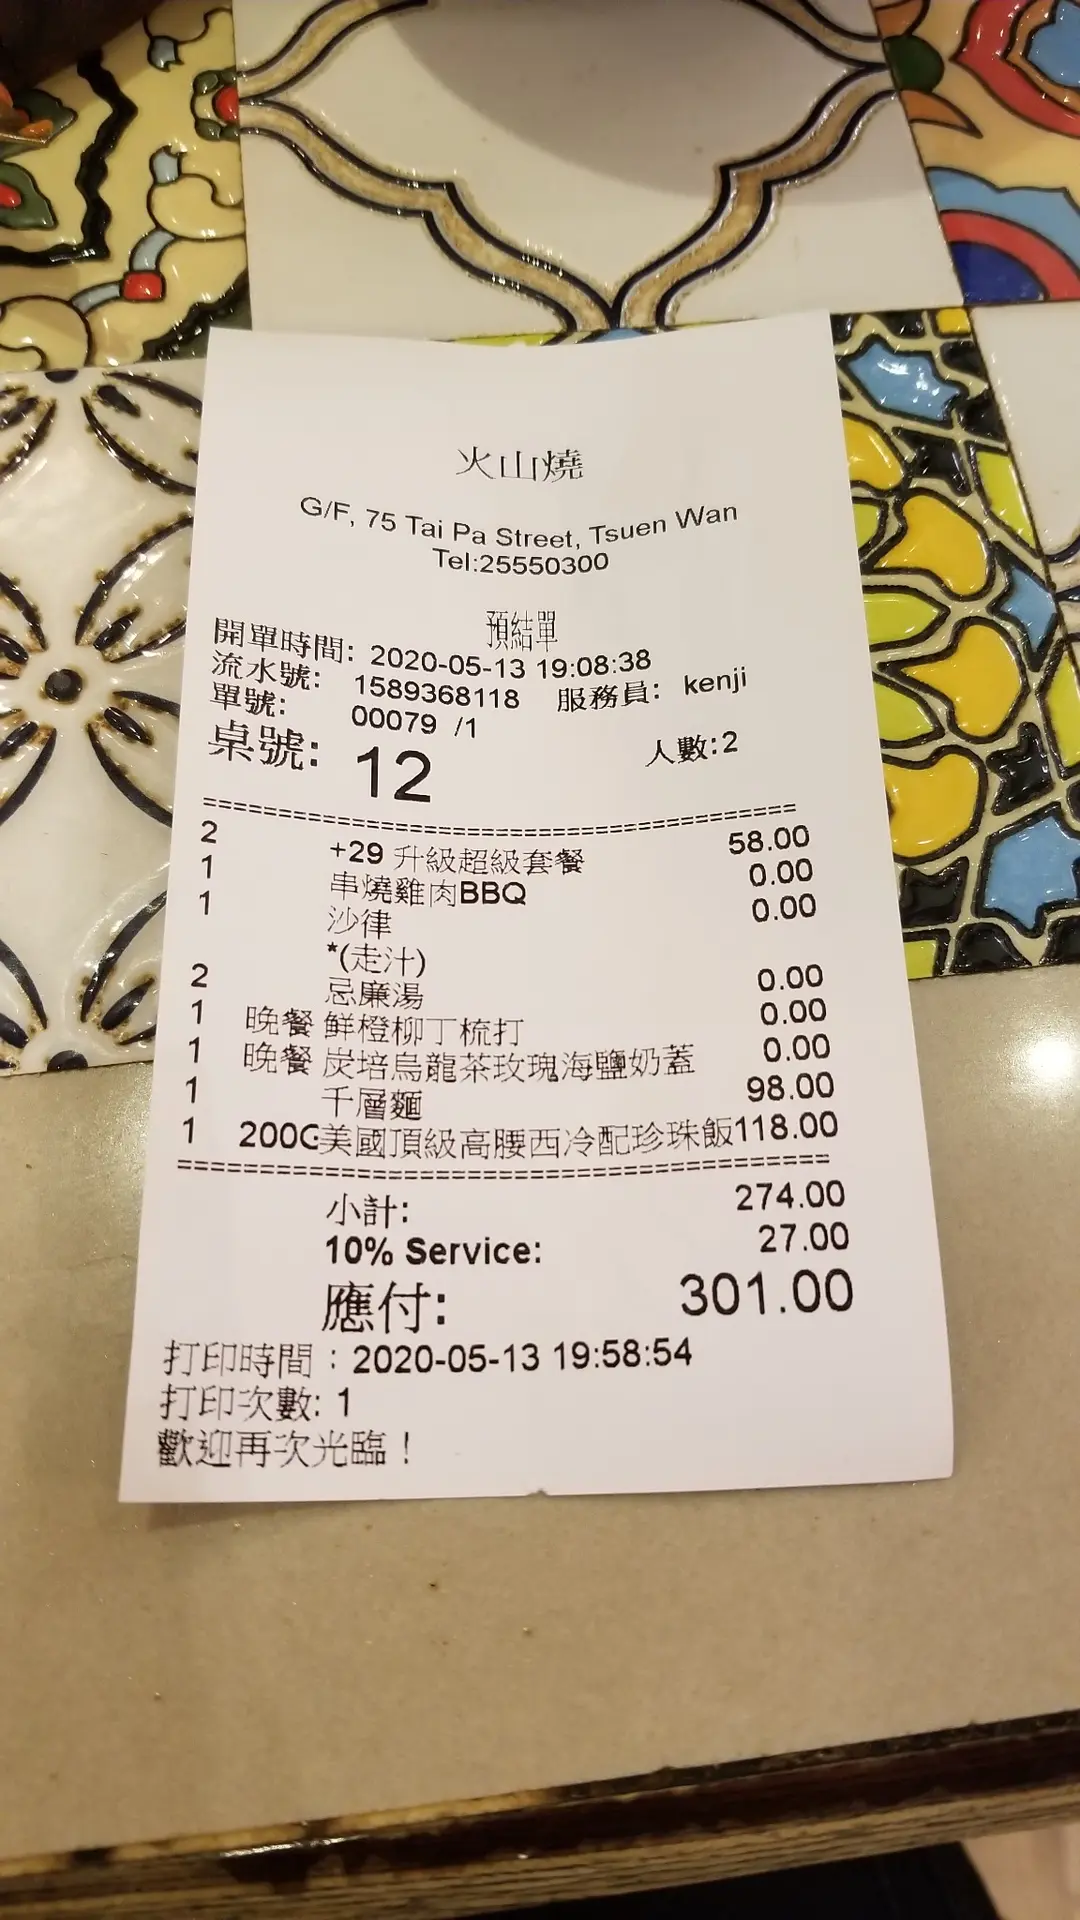 火山燒
G/F, 75 Tai Pa Street, Tsuen Wan
Tel:25550300
預結單
開單時間: 2020-05-13 19:08:38
流水號: 1589368118 服務員: kenji
單號: 00079 /1
桌號: 12 人數:2
2 +29 升級超級套餐 58.00
1 串燒雞肉BBQ 0.00
1 沙律 0.00
*(走汁)
2 忌廉湯 0.00
1 晚餐 鮮橙柳丁梳打 0.00
1 晚餐 炭培烏龍茶玫瑰海鹽奶蓋 0.00
1 千層麵 98.00
1 200G美國頂級高腰西冷配珍珠飯118.00
小計: 274.00
10% Service: 27.00
應付: 301.00
打印時間：2020-05-13 19:58:54
打印次數: 1
歡迎再次光臨！